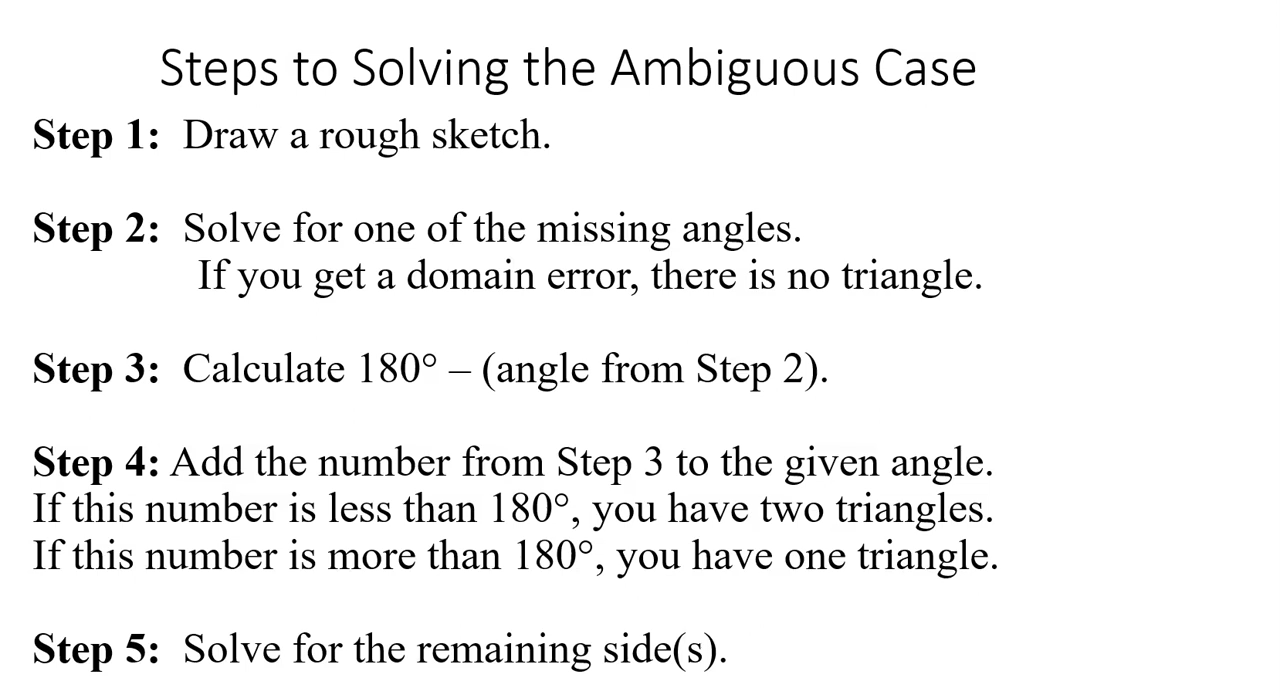 Steps to Solving the Ambiguous Case
Step 1: Draw a rough sketch.
Step 2: Solve for one of the missing angles.
If you get a domain error, there is no triangle.
Step 3: Calculate 180° – (angle from Step 2).
Step 4: Add the number from Step 3 to the given angle.
If this number is less than 180°, you have two triangles.
If this number is more than 180°, you have one triangle.
Step 5: Solve for the remaining side(s).